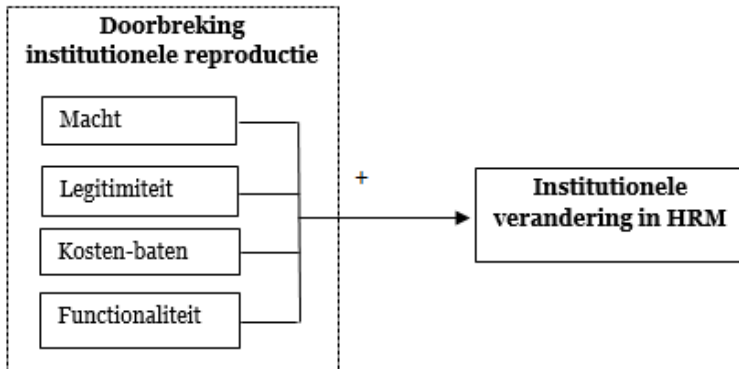 Doorbreking
institutionele reproductie
Macht
Legitimiteit
Kosten-baten
Functionaliteit
+
Institutionele
verandering in HRM